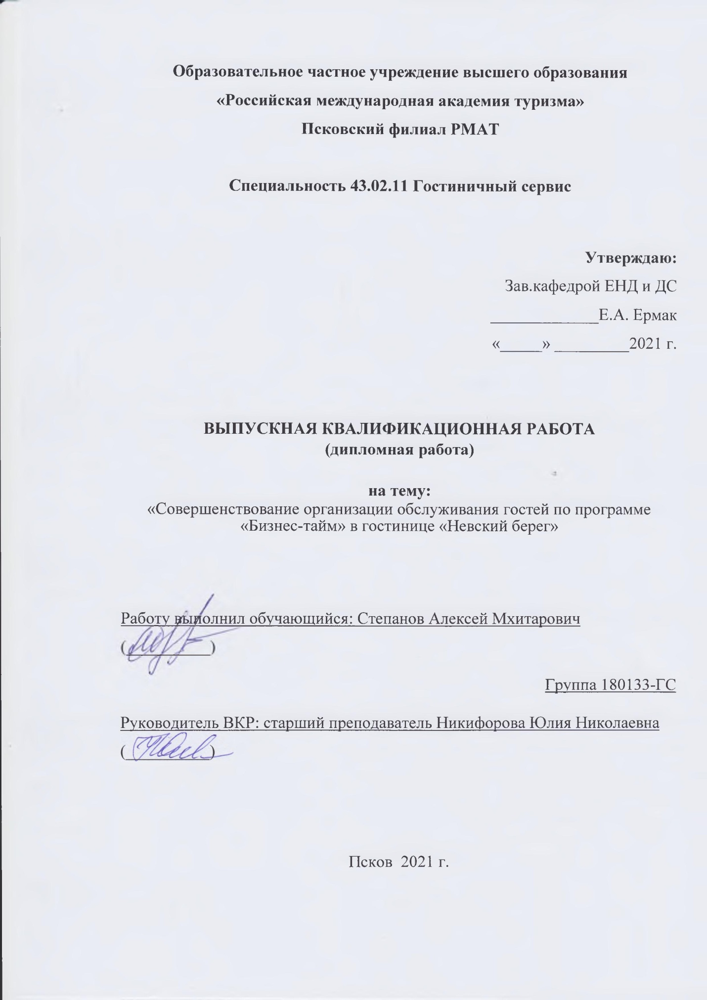 Образовательное частное учреждение высшего образования
«Российская международная академия туризма»
Псковский филиал РМАТ
Специальность 43.02.11 Гостиничный сервис
Утверждаю:
Зав.кафедрой ЕНД и ДС
_____________Е.А. Ермак
«_____» _________2021 г.
ВЫПУСКНАЯ КВАЛИФИКАЦИОННАЯ РАБОТА
(дипломная работа)
на тему:
«Совершенствование организации обслуживания гостей по программе
«Бизнес-тайм» в гостинице «Невский берег»
Работу выполнил обучающийся: Степанов Алексей Мхитарович
(__________)
Группа 180133-ГС
Руководитель ВКР: старший преподаватель Никифорова Юлия Николаевна
(__________)
Псков 2021 г.